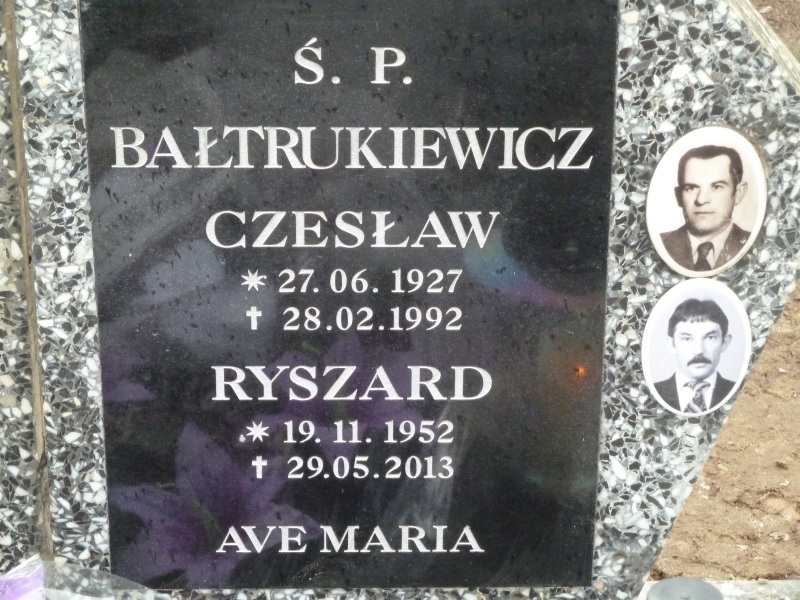 Ś. P.
BAŁTRUKIEWICZ
CZESŁAW
✷ 27. 06. 1927
✝ 28.02.1992
RYSZARD
✷ 19. 11. 1952
✝ 29.05.2013
AVE MARIA